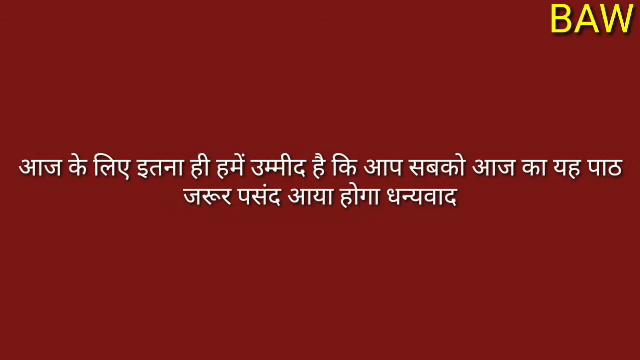 BAW
आज के लिए इतना ही हमें उम्मीद है कि आप सबको आज का यह पाठ
जरूर पसंद आया होगा धन्यवाद